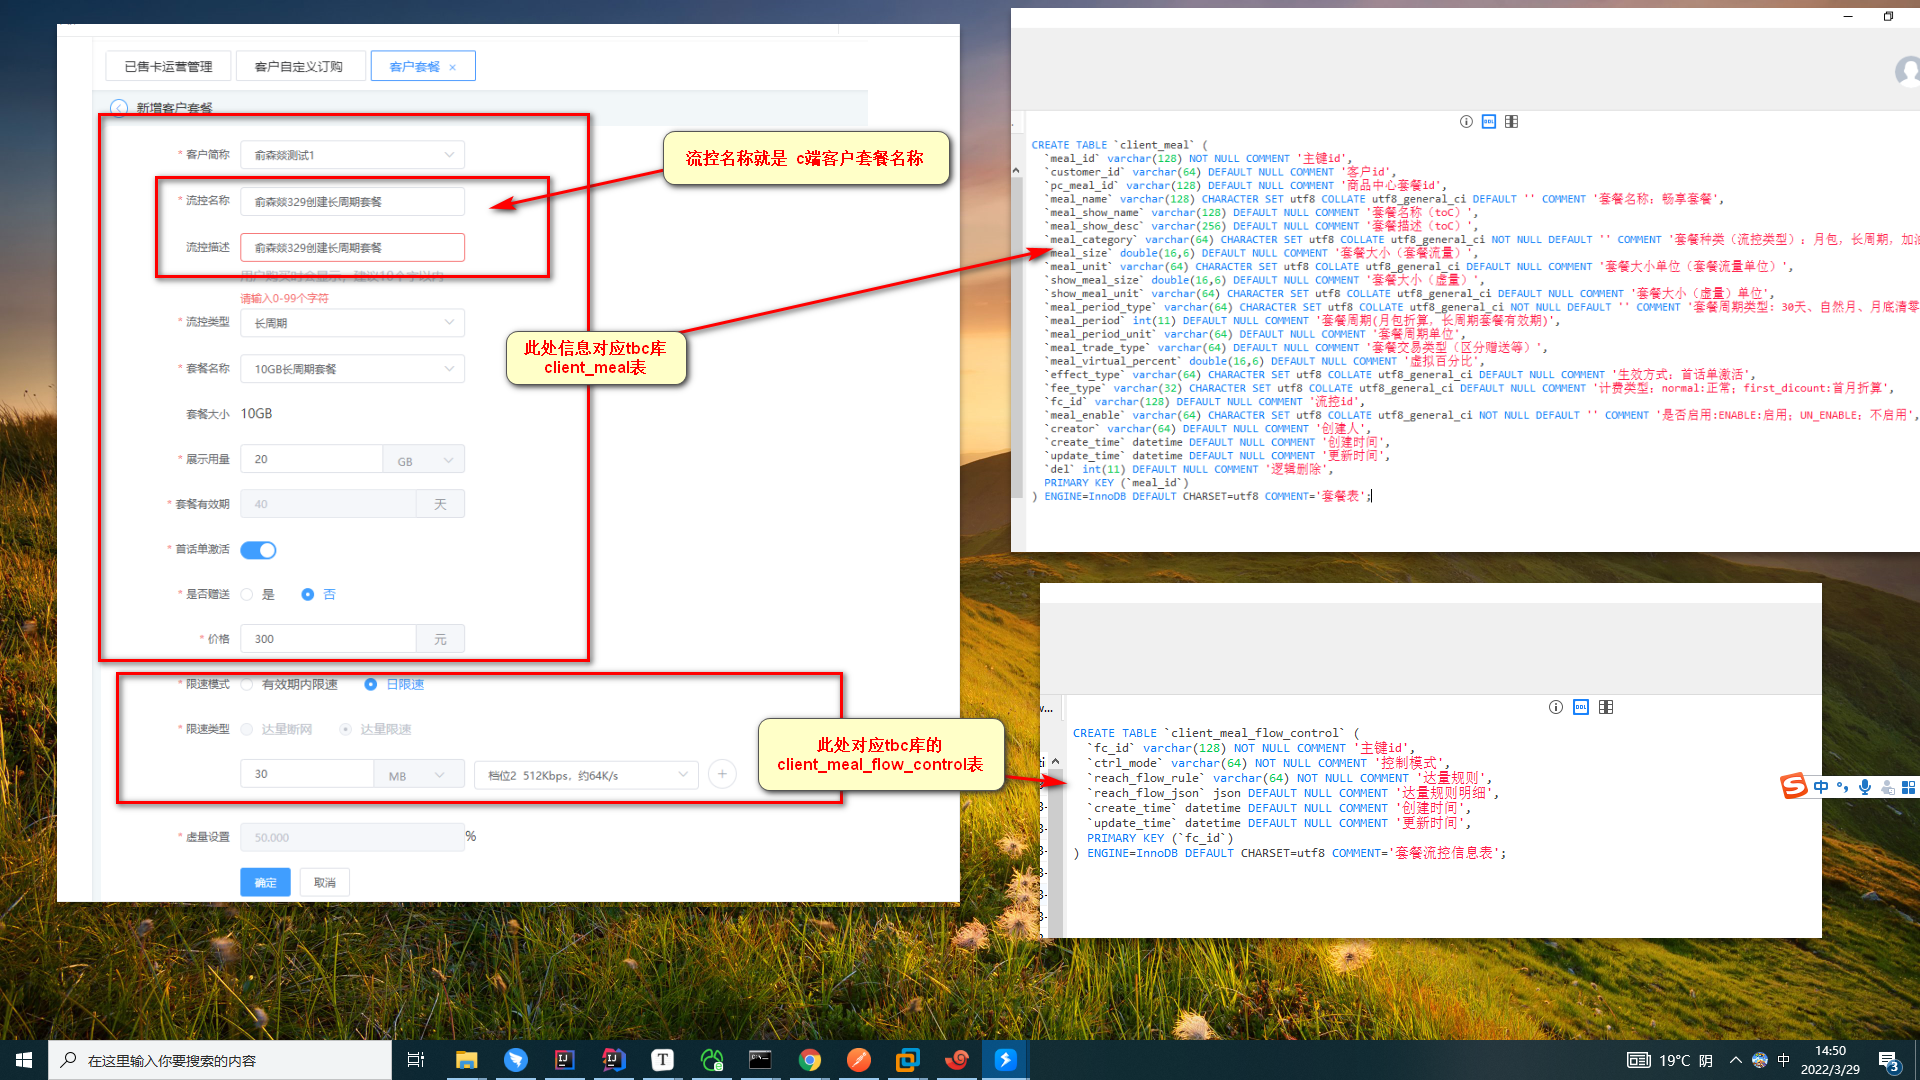 已售卡运营管理
客户自定义订购
客户套餐 ×
新增客户套餐
* 客户简称 俞森燚测试1
* 流控名称 俞森燚329创建长周期套餐
流控描述 俞森燚329创建长周期套餐
用户购买时会显示，建议10个字以内
请输入0-99个字符
* 流控类型 长周期
* 套餐名称 10GB长周期套餐
套餐大小 10GB
* 展示用量 20 GB
* 套餐有效期 40 天
* 首话单激活
* 是否赠送 是 否
* 价格 300 元
* 限速模式 有效期内限速 日限速
* 限速类型 达量断网 达量限速
30 MB 档位2 512Kbps，约64K/s
* 虚量设置 50.000 %
确定 取消
流控名称就是 c端客户套餐名称
此处信息对应tbc库
client_meal表
此处对应tbc库的
client_meal_flow_control表
CREATE TABLE `client_meal` (
`meal_id` varchar(128) NOT NULL COMMENT '主键id',
`customer_id` varchar(64) DEFAULT NULL COMMENT '客户id',
`pc_meal_id` varchar(128) DEFAULT NULL COMMENT '商品中心套餐id',
`meal_name` varchar(128) CHARACTER SET utf8 COLLATE utf8_general_ci DEFAULT '' COMMENT '套餐名称：畅享套餐',
`meal_show_name` varchar(128) DEFAULT NULL COMMENT '套餐名称（toC）',
`meal_show_desc` varchar(256) DEFAULT NULL COMMENT '套餐描述（toC）',
`meal_category` varchar(64) CHARACTER SET utf8 COLLATE utf8_general_ci NOT NULL DEFAULT '' COMMENT '套餐种类（流控类型）：月包，长周期，加油
`meal_size` double(16,6) DEFAULT NULL COMMENT '套餐大小（套餐流量）',
`meal_unit` varchar(64) CHARACTER SET utf8 COLLATE utf8_general_ci DEFAULT NULL COMMENT '套餐大小单位（套餐流量单位）',
`show_meal_size` double(16,6) DEFAULT NULL COMMENT '套餐大小（虚量）',
`show_meal_unit` varchar(64) CHARACTER SET utf8 COLLATE utf8_general_ci DEFAULT NULL COMMENT '套餐大小（虚量）单位',
`meal_period_type` varchar(64) CHARACTER SET utf8 COLLATE utf8_general_ci NOT NULL DEFAULT '' COMMENT '套餐周期类型：30天、自然月、月底清零
`meal_period` int(11) DEFAULT NULL COMMENT '套餐周期(月包折算，长周期套餐有效期)',
`meal_period_unit` varchar(64) DEFAULT NULL COMMENT '套餐周期单位',
`meal_trade_type` varchar(64) DEFAULT NULL COMMENT '套餐交易类型（区分赠送等）',
`meal_virtual_percent` double(16,6) DEFAULT NULL COMMENT '虚拟百分比',
`effect_type` varchar(64) CHARACTER SET utf8 COLLATE utf8_general_ci DEFAULT NULL COMMENT '生效方式：首话单激活',
`fee_type` varchar(32) CHARACTER SET utf8 COLLATE utf8_general_ci DEFAULT NULL COMMENT '计费类型：normal:正常；first_dicount:首月折算',
`fc_id` varchar(128) DEFAULT NULL COMMENT '流控id',
`meal_enable` varchar(64) CHARACTER SET utf8 COLLATE utf8_general_ci NOT NULL DEFAULT '' COMMENT '是否启用:ENABLE:启用；UN_ENABLE；不启用',
`creator` varchar(64) DEFAULT NULL COMMENT '创建人',
`create_time` datetime DEFAULT NULL COMMENT '创建时间',
`update_time` datetime DEFAULT NULL COMMENT '更新时间',
`del` int(11) DEFAULT NULL COMMENT '逻辑删除',
PRIMARY KEY (`meal_id`)
) ENGINE=InnoDB DEFAULT CHARSET=utf8 COMMENT='套餐表';
CREATE TABLE `client_meal_flow_control` (
`fc_id` varchar(128) NOT NULL COMMENT '主键id',
`ctrl_mode` varchar(64) NOT NULL COMMENT '控制模式',
`reach_flow_rule` varchar(64) NOT NULL COMMENT '达量规则',
`reach_flow_json` json DEFAULT NULL COMMENT '达量规则明细',
`create_time` datetime DEFAULT NULL COMMENT '创建时间',
`update_time` datetime DEFAULT NULL COMMENT '更新时间',
PRIMARY KEY (`fc_id`)
) ENGINE=InnoDB DEFAULT CHARSET=utf8 COMMENT='套餐流控信息表';
中
在这里输入你要搜索的内容
19°C 阴
中
14:50
2022/3/29
3